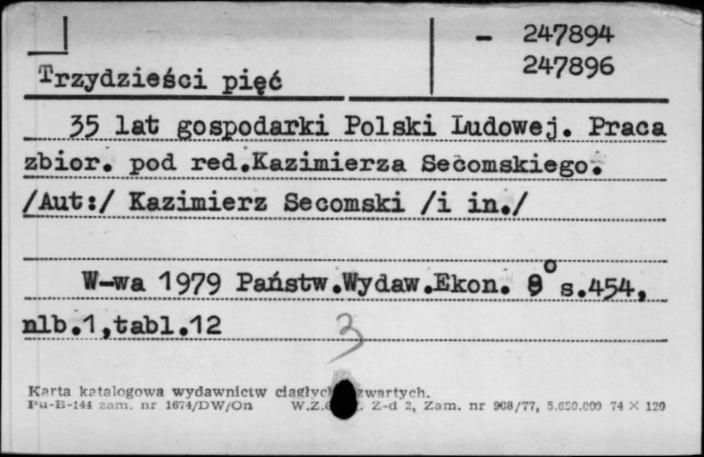 - 247894
247896
Trzydzieści pięć
35 lat gospodarki Polski Ludowej. Praca
zbior. pod red.Kazimierza Secomskiego.
/Aut:/ Kazimierz Secomski /i in./
W-wa 1979 Państw.Wydaw.Ekon. 8° s.454,
nlb.1,tabl.12
3
Karta katalogowa wydawnictw ciągłych zwartych.
Pu-B-144 zam. nr 1674/DW/On W.Z. Z-d 2, Zam. nr 908/77, 5.650.000 74 X 120